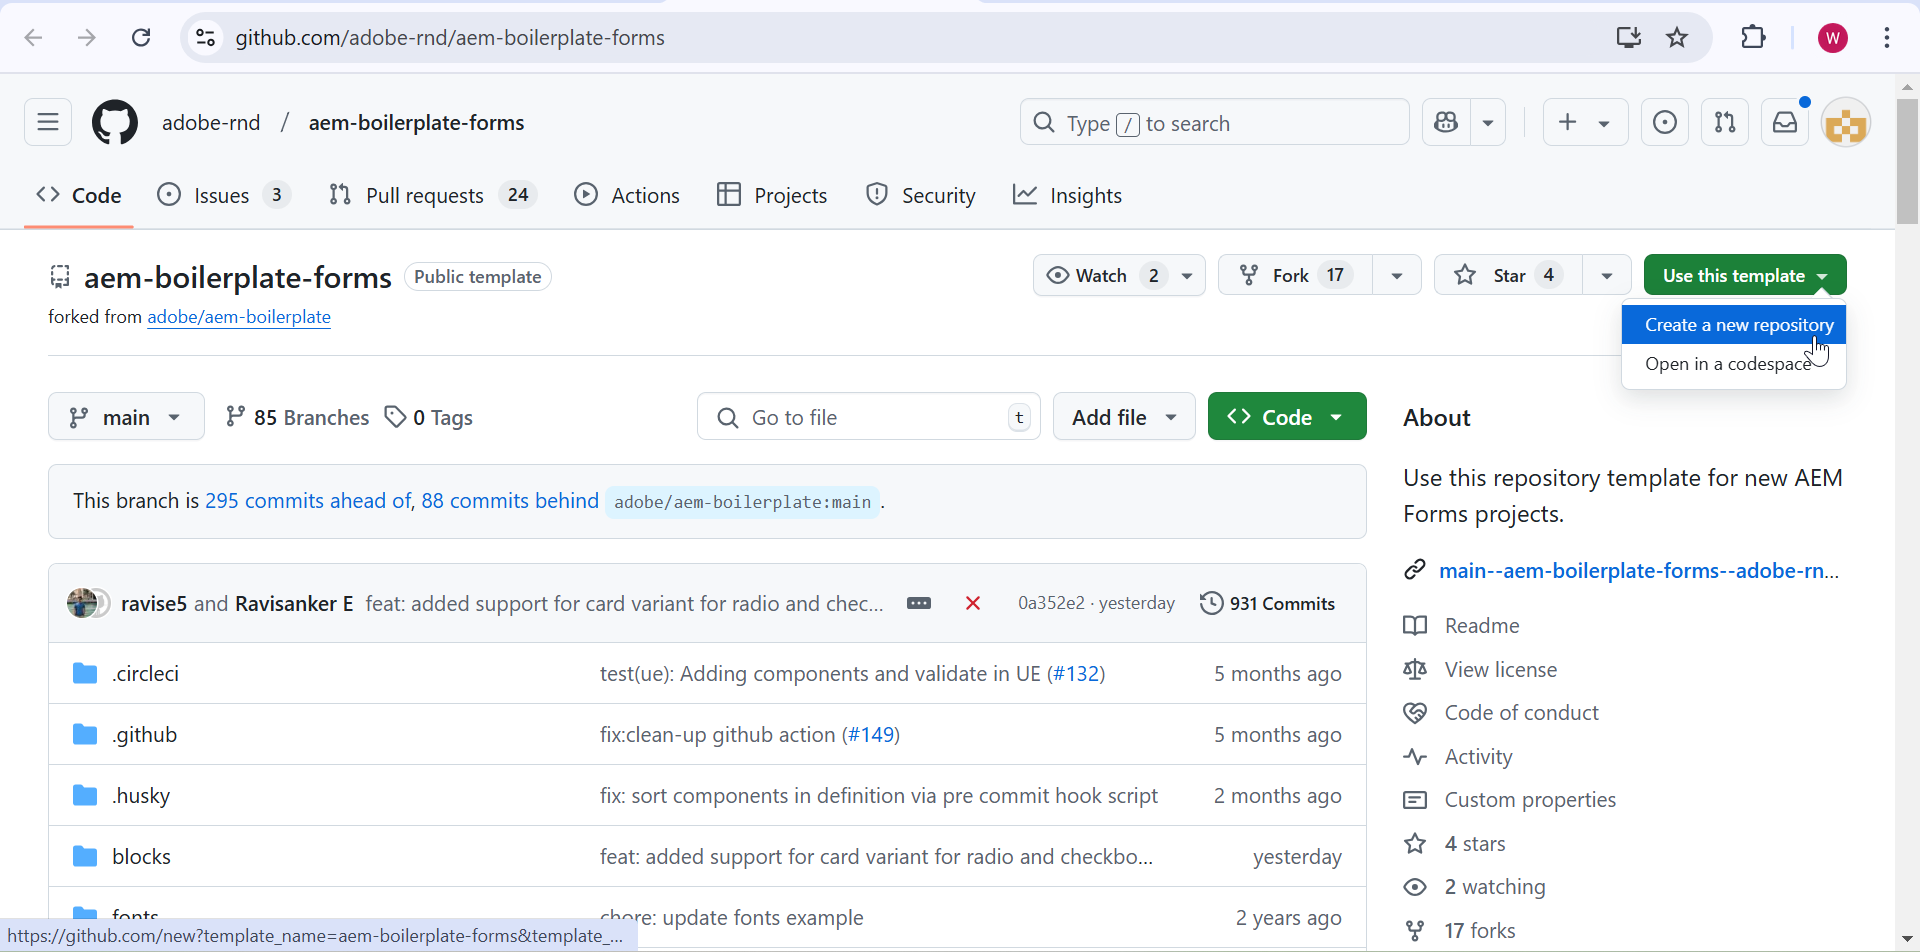 github.com/adobe-rnd/aem-boilerplate-forms
W
adobe-rnd / aem-boilerplate-forms
Type / to search
Code
Issues 3
Pull requests 24
Actions
Projects
Security
Insights
aem-boilerplate-forms Public template
Watch 2
Fork 17
Star 4
Use this template
forked from adobe/aem-boilerplate
Create a new repository
Open in a codespace
main
85 Branches
0 Tags
Go to file t
Add file
Code
About
This branch is 295 commits ahead of, 88 commits behind adobe/aem-boilerplate:main .
Use this repository template for new AEM
Forms projects.
main--aem-boilerplate-forms--adobe-rn...
ravise5 and Ravisanker E feat: added support for card variant for radio and chec... 0a352e2 · yesterday 931 Commits
.circleci test(ue): Adding components and validate in UE (#132) 5 months ago
.github fix:clean-up github action (#149) 5 months ago
.husky fix: sort components in definition via pre commit hook script 2 months ago
blocks feat: added support for card variant for radio and checkbo... yesterday
fonts chore: update fonts example 2 years ago
Readme
View license
Code of conduct
Activity
Custom properties
4 stars
2 watching
17 forks
https://github.com/new?template_name=aem-boilerplate-forms&template_...